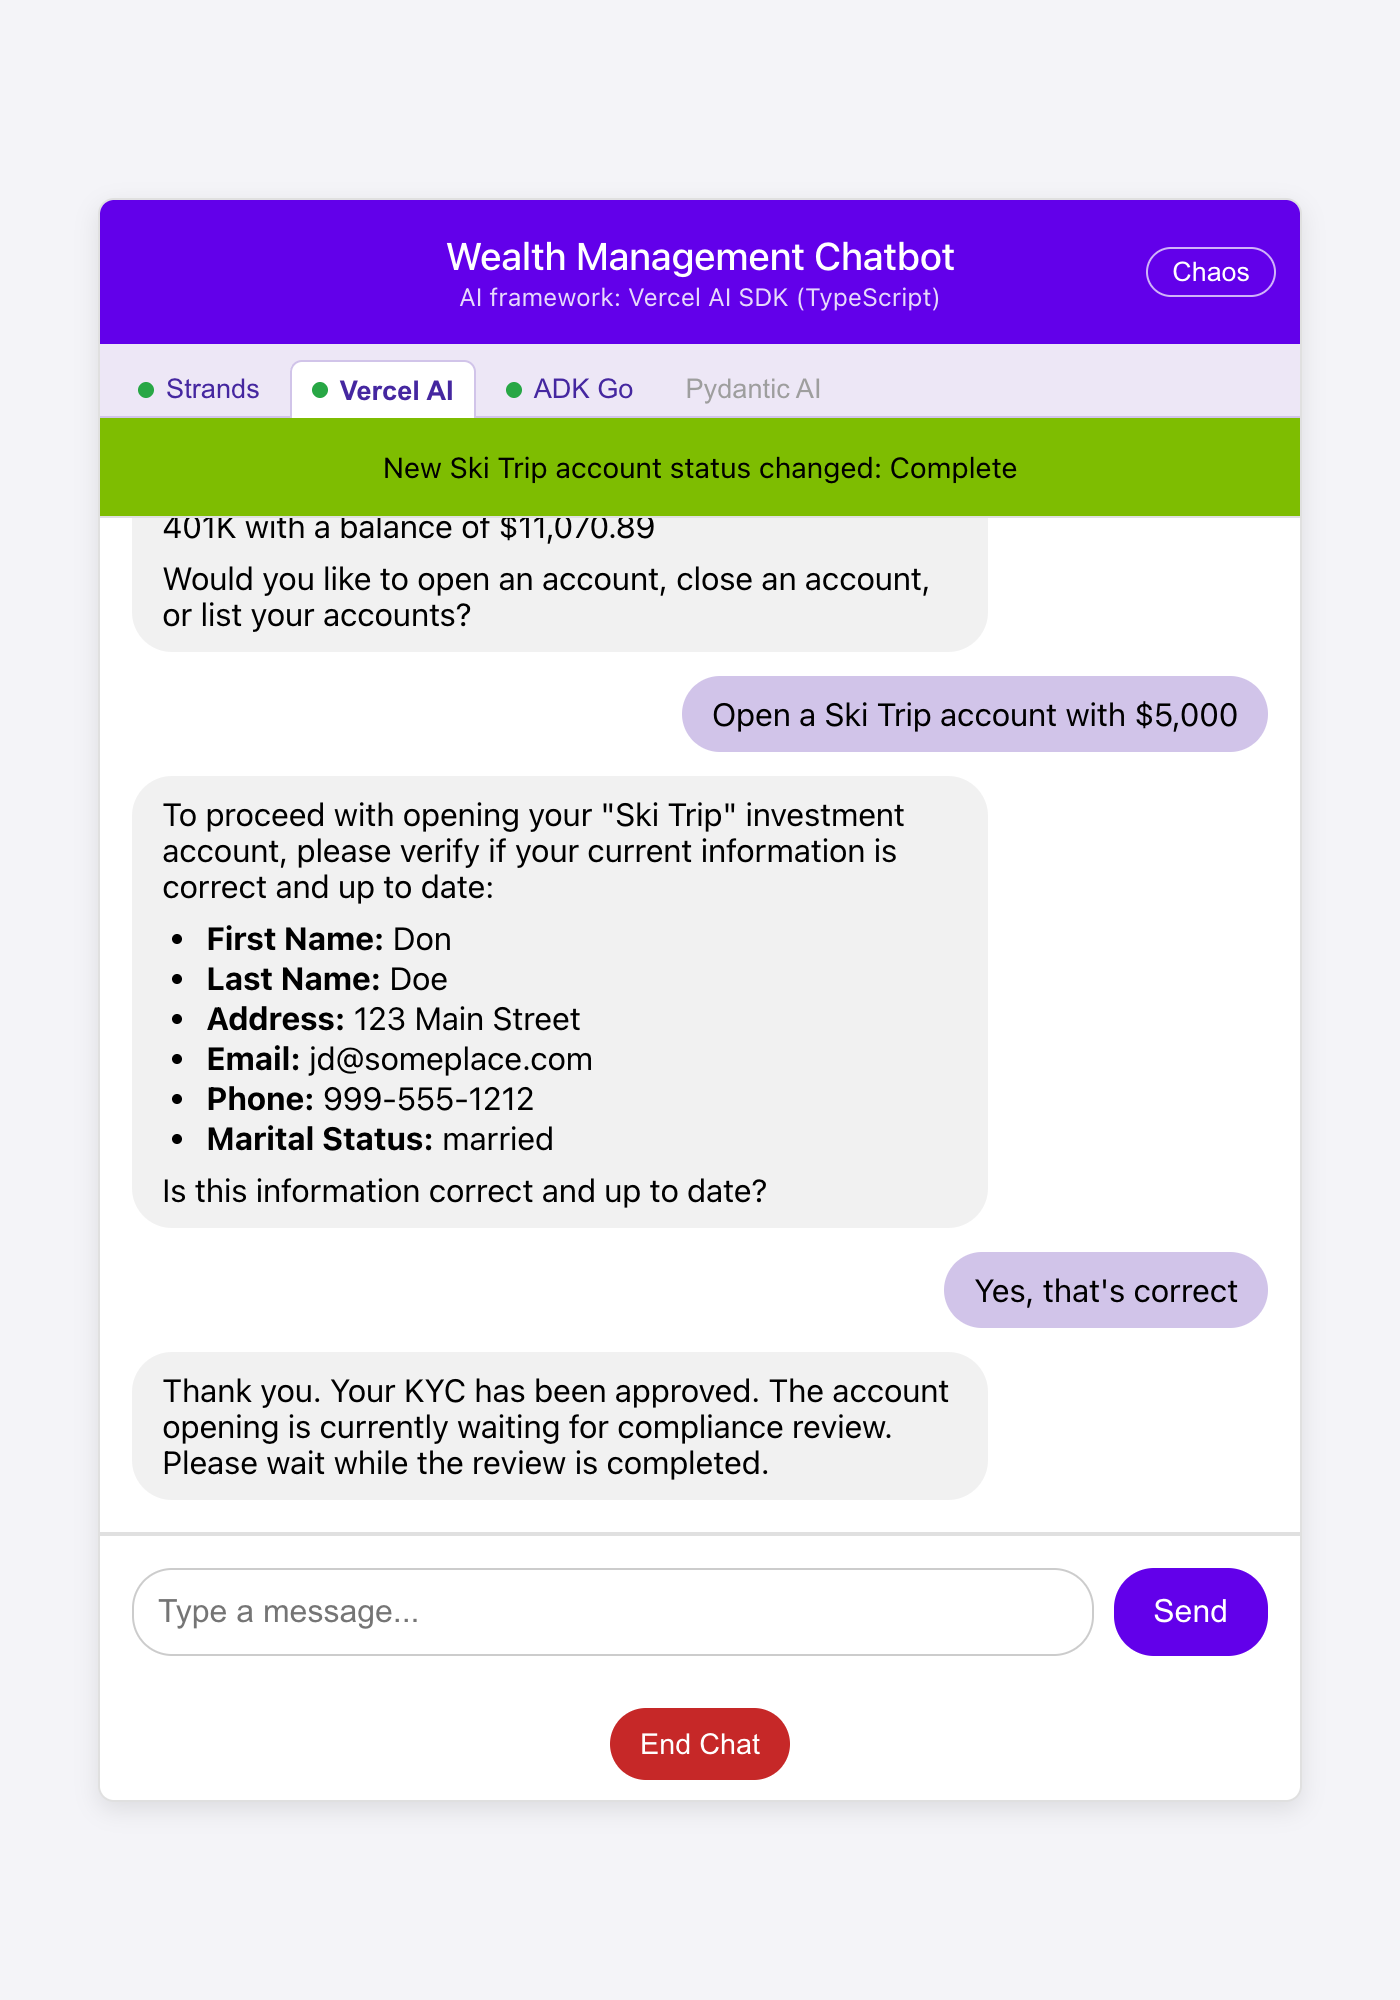 Wealth Management Chatbot
AI framework: Vercel AI SDK (TypeScript)
Chaos
Strands
Vercel AI
ADK Go
Pydantic AI
New Ski Trip account status changed: Complete
401K with a balance of $11,070.89
Would you like to open an account, close an account,
or list your accounts?
Open a Ski Trip account with $5,000
To proceed with opening your "Ski Trip" investment
account, please verify if your current information is
correct and up to date:
• First Name: Don
• Last Name: Doe
• Address: 123 Main Street
• Email: jd@someplace.com
• Phone: 999-555-1212
• Marital Status: married
Is this information correct and up to date?
Yes, that's correct
Thank you. Your KYC has been approved. The account
opening is currently waiting for compliance review.
Please wait while the review is completed.
Type a message...
Send
End Chat